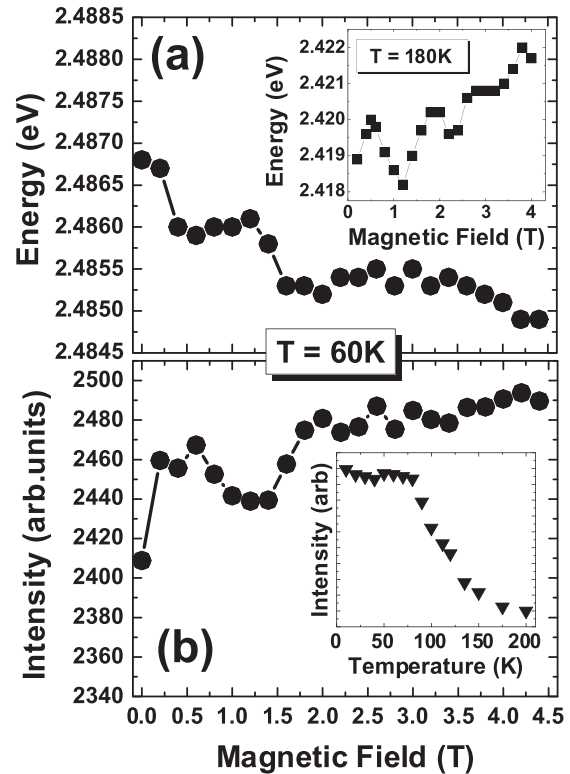 (a)
Energy (eV)
2.4885
2.4880
2.4875
2.4870
2.4865
2.4860
2.4855
2.4850
2.4845
T = 180K
Energy (eV)
2.422
2.421
2.420
2.419
2.418
0 1 2 3 4
Magnetic Field (T)
T = 60K
(b)
Intensity (arb.units)
2500
2480
2460
2440
2420
2400
2380
2360
2340
Intensity (arb)
0 50 100 150 200
Temperature (K)
0.0 0.5 1.0 1.5 2.0 2.5 3.0 3.5 4.0 4.5
Magnetic Field (T)